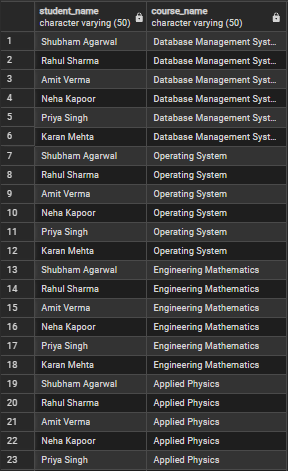 student_name course_name
character varying (50) character varying (50)
1 Shubham Agarwal Database Management Syst...
2 Rahul Sharma Database Management Syst...
3 Amit Verma Database Management Syst...
4 Neha Kapoor Database Management Syst...
5 Priya Singh Database Management Syst...
6 Karan Mehta Database Management Syst...
7 Shubham Agarwal Operating System
8 Rahul Sharma Operating System
9 Amit Verma Operating System
10 Neha Kapoor Operating System
11 Priya Singh Operating System
12 Karan Mehta Operating System
13 Shubham Agarwal Engineering Mathematics
14 Rahul Sharma Engineering Mathematics
15 Amit Verma Engineering Mathematics
16 Neha Kapoor Engineering Mathematics
17 Priya Singh Engineering Mathematics
18 Karan Mehta Engineering Mathematics
19 Shubham Agarwal Applied Physics
20 Rahul Sharma Applied Physics
21 Amit Verma Applied Physics
22 Neha Kapoor Applied Physics
23 Priya Singh Applied Physics